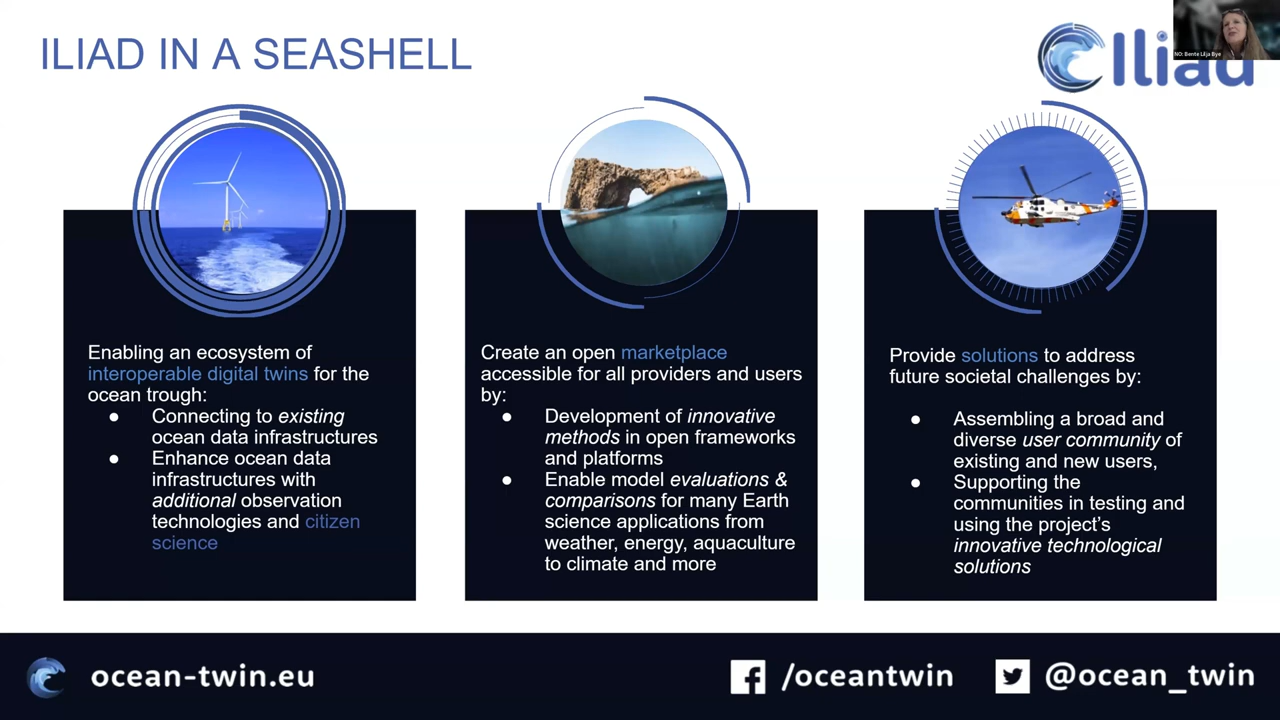 ILIAD IN A SEASHELL
Iliad
NO: Bente Lilja Bye
Enabling an ecosystem of
interoperable digital twins for the
ocean trough:
● Connecting to existing
ocean data infrastructures
● Enhance ocean data
infrastructures with
additional observation
technologies and citizen
science
Create an open marketplace
accessible for all providers and users
by:
● Development of innovative
methods in open frameworks
and platforms
● Enable model evaluations &
comparisons for many Earth
science applications from
weather, energy, aquaculture
to climate and more
Provide solutions to address
future societal challenges by:
● Assembling a broad and
diverse user community of
existing and new users,
● Supporting the
communities in testing and
using the project's
innovative technological
solutions
ocean-twin.eu
/oceantwin
@ocean_twin